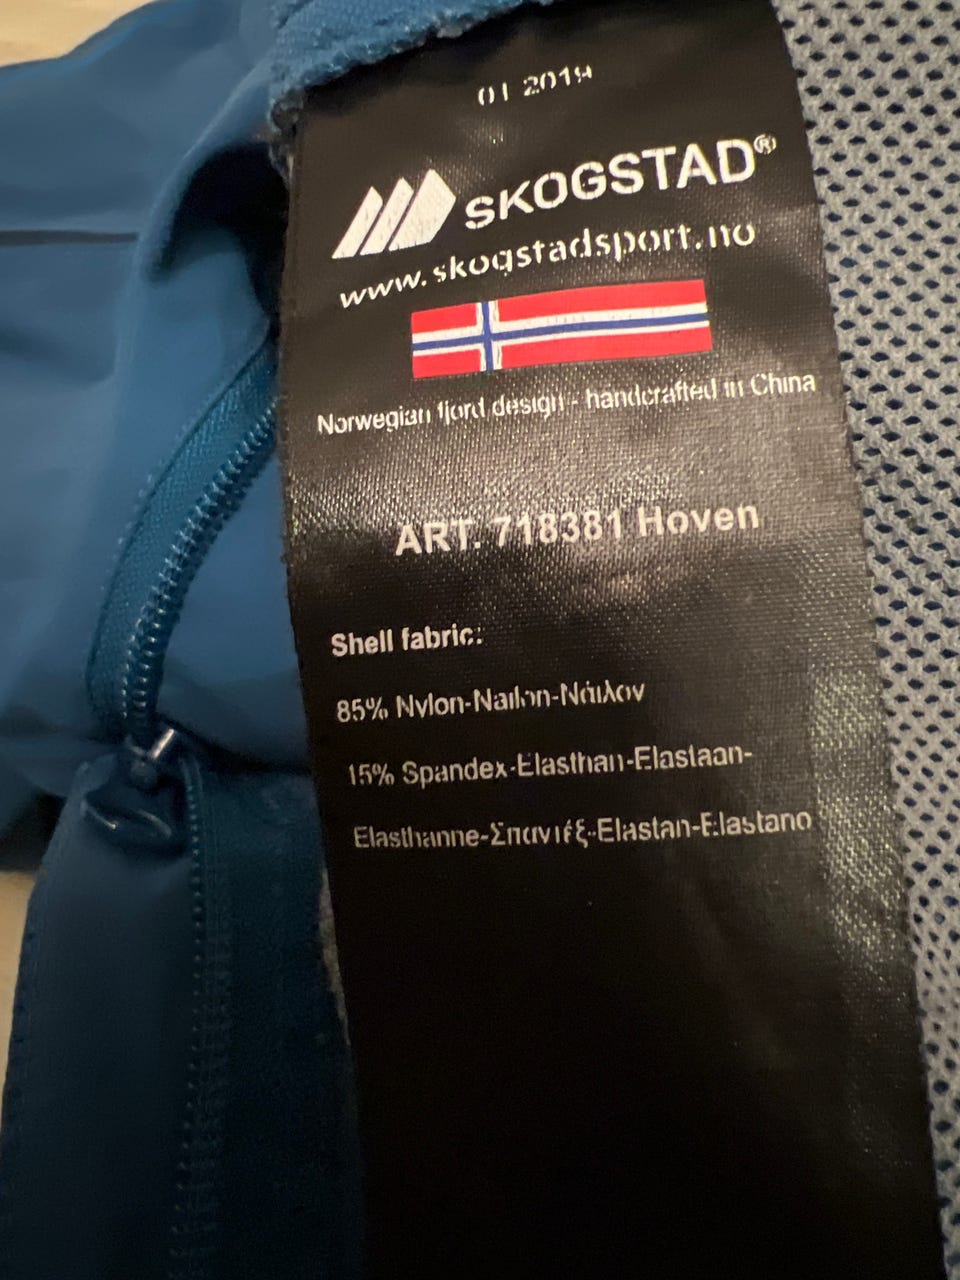 01 2019
SKOGSTAD®
www.skogstadsport.no
Norwegian fjord design - handcrafted in China
ART. 718381 Hoven
Shell fabric:
85% Nylon-Nailon-Νάιλον
15% Spandex-Elasthan-Elastaan-
Elasthanne-Σπανιέξ-Elastan-Elastano